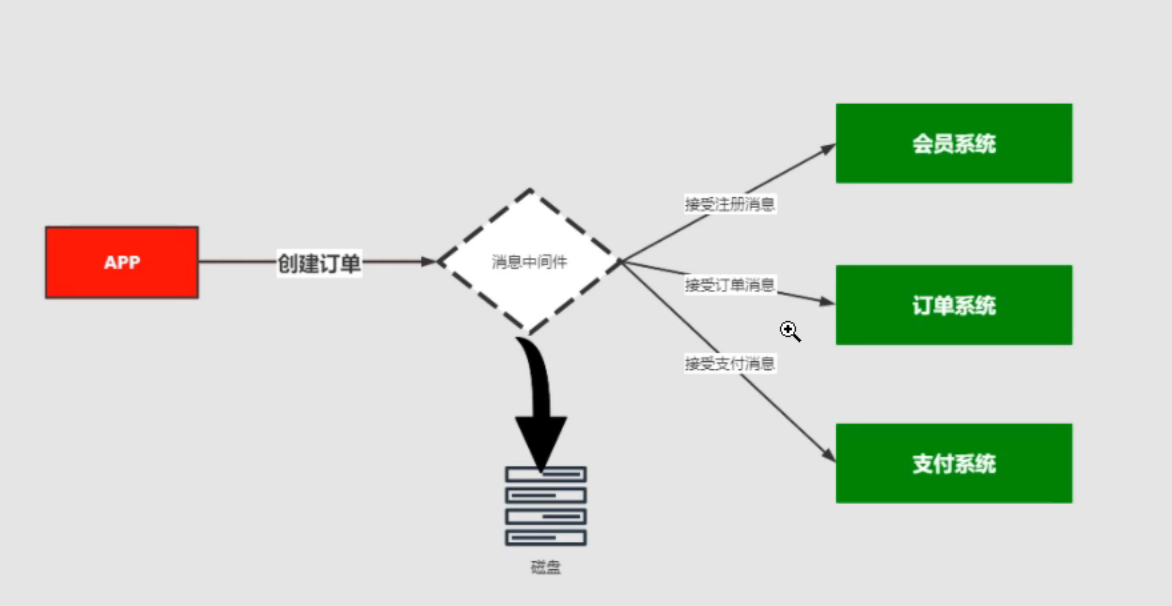 APP
创建订单
消息中间件
接受注册消息
接受订单消息
接受支付消息
会员系统
订单系统
支付系统
磁盘